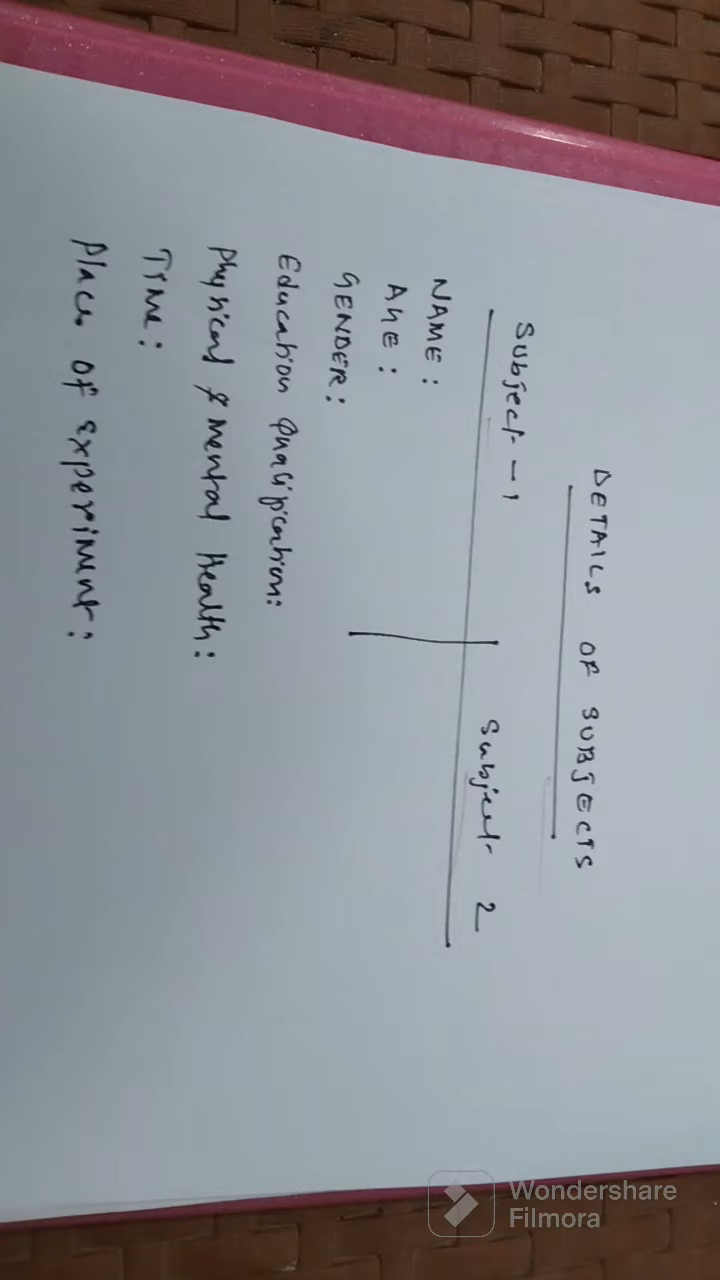 DETAILS OF SUBJECTS
Subject - 1 Subject - 2
NAME:
AGE:
GENDER:
Education Qualification:
Physical & Mental Health:
Time:
Place of Experiment:
Wondershare
Filmora